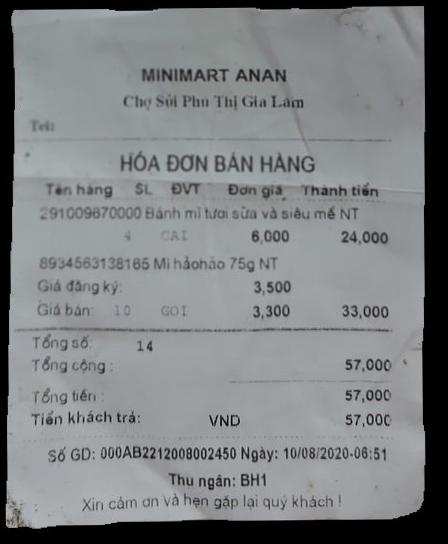 MINIMART ANAN
Chợ Sủi Phú Thị Gia Lâm
Tel:
HÓA ĐƠN BÁN HÀNG
Tên hàng SL ĐVT Đơn giá Thành tiền
291009670000 Bánh mì tươi sữa và siêu mề NT
4 CAI 6,000 24,000
8934563138165 Mì hảohảo 75g NT
Giá đăng ký: 3,500
Giá bán: 10 GOI 3,300 33,000
Tổng số: 14
Tổng cộng : 57,000
Tổng tiền : 57,000
Tiền khách trả: VND 57,000
Số GD: 000AB2212008002450 Ngày: 10/08/2020-06:51
Thu ngân: BH1
Xin cảm ơn và hẹn gặp lại quý khách !